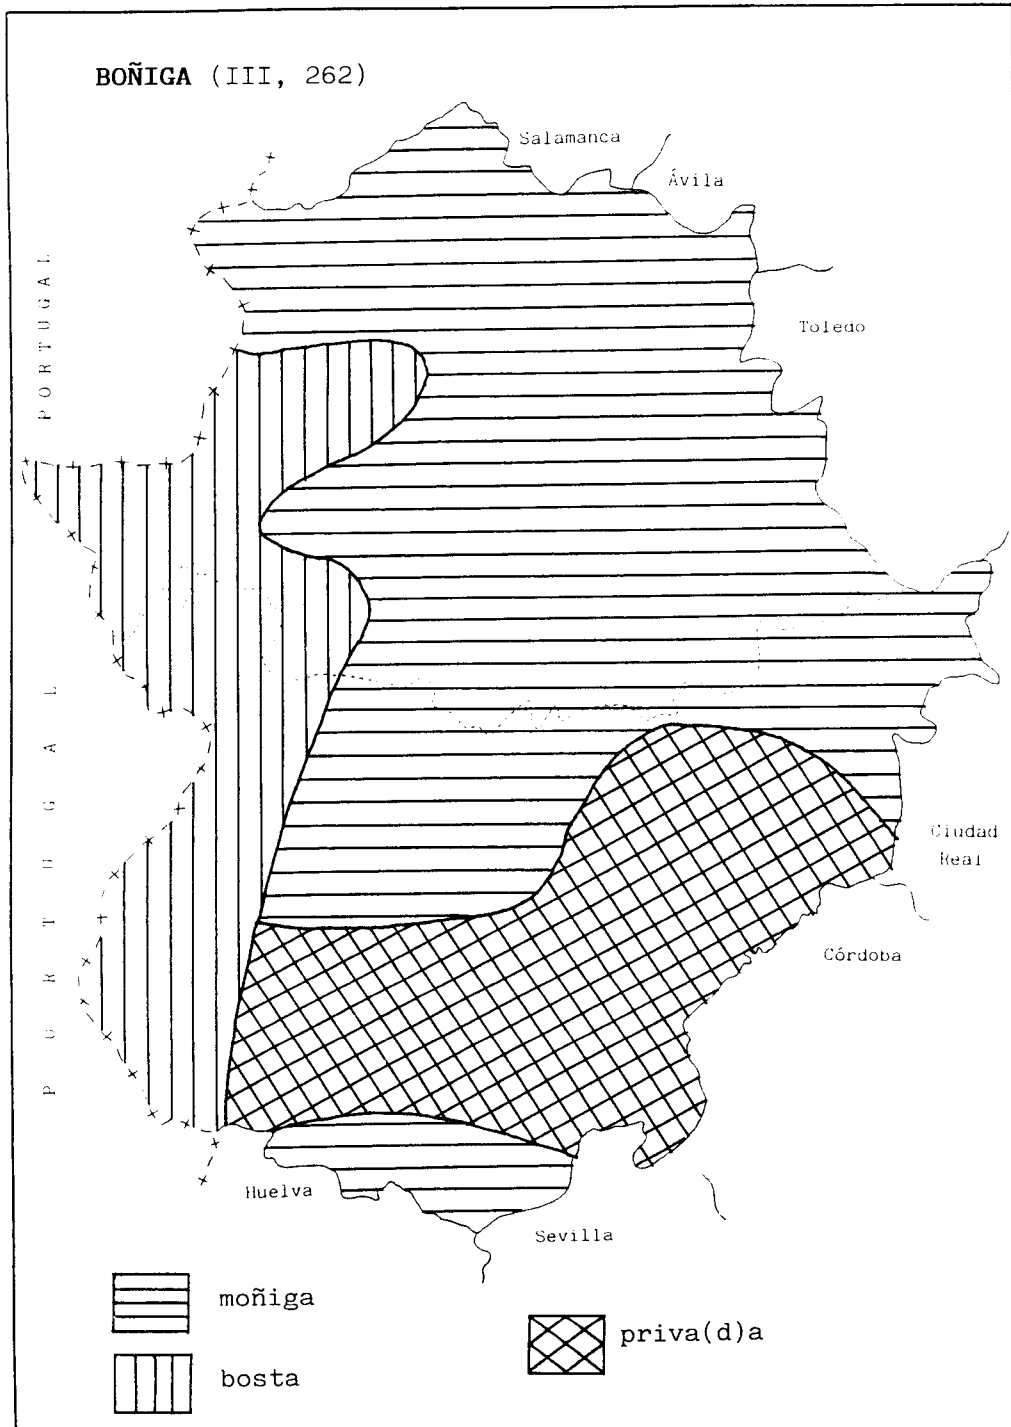 BOÑIGA (III, 262)
Salamanca
Ávila
PORTUGAL
Toledo
PORTUGAL
Ciudad
Real
Córdoba
Huelva
Sevilla
moñiga
priva(d)a
bosta